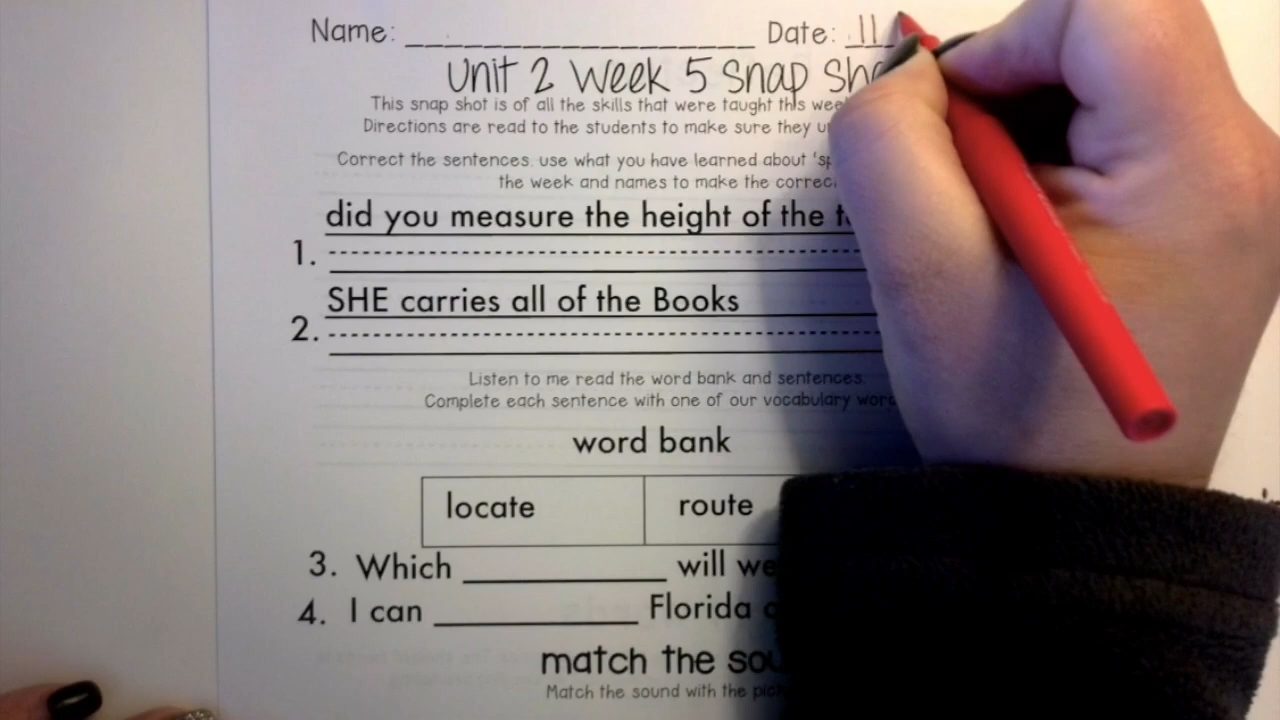 Name: __________________ Date: 11
Unit 2 Week 5 Snap
This snap shot is of all the skills that were taught this
Directions are read to the students to make sure they
Correct the sentences. use what you have learned about
the week and names to make the
did you measure the height of the
1.
SHE carries all of the Books
2.
Listen to me read the word bank and sentences.
Complete each sentence with one of our vocabulary
word bank
locate route
3. Which __________ will
4. I can __________ Florida
match the
Match the sound with the